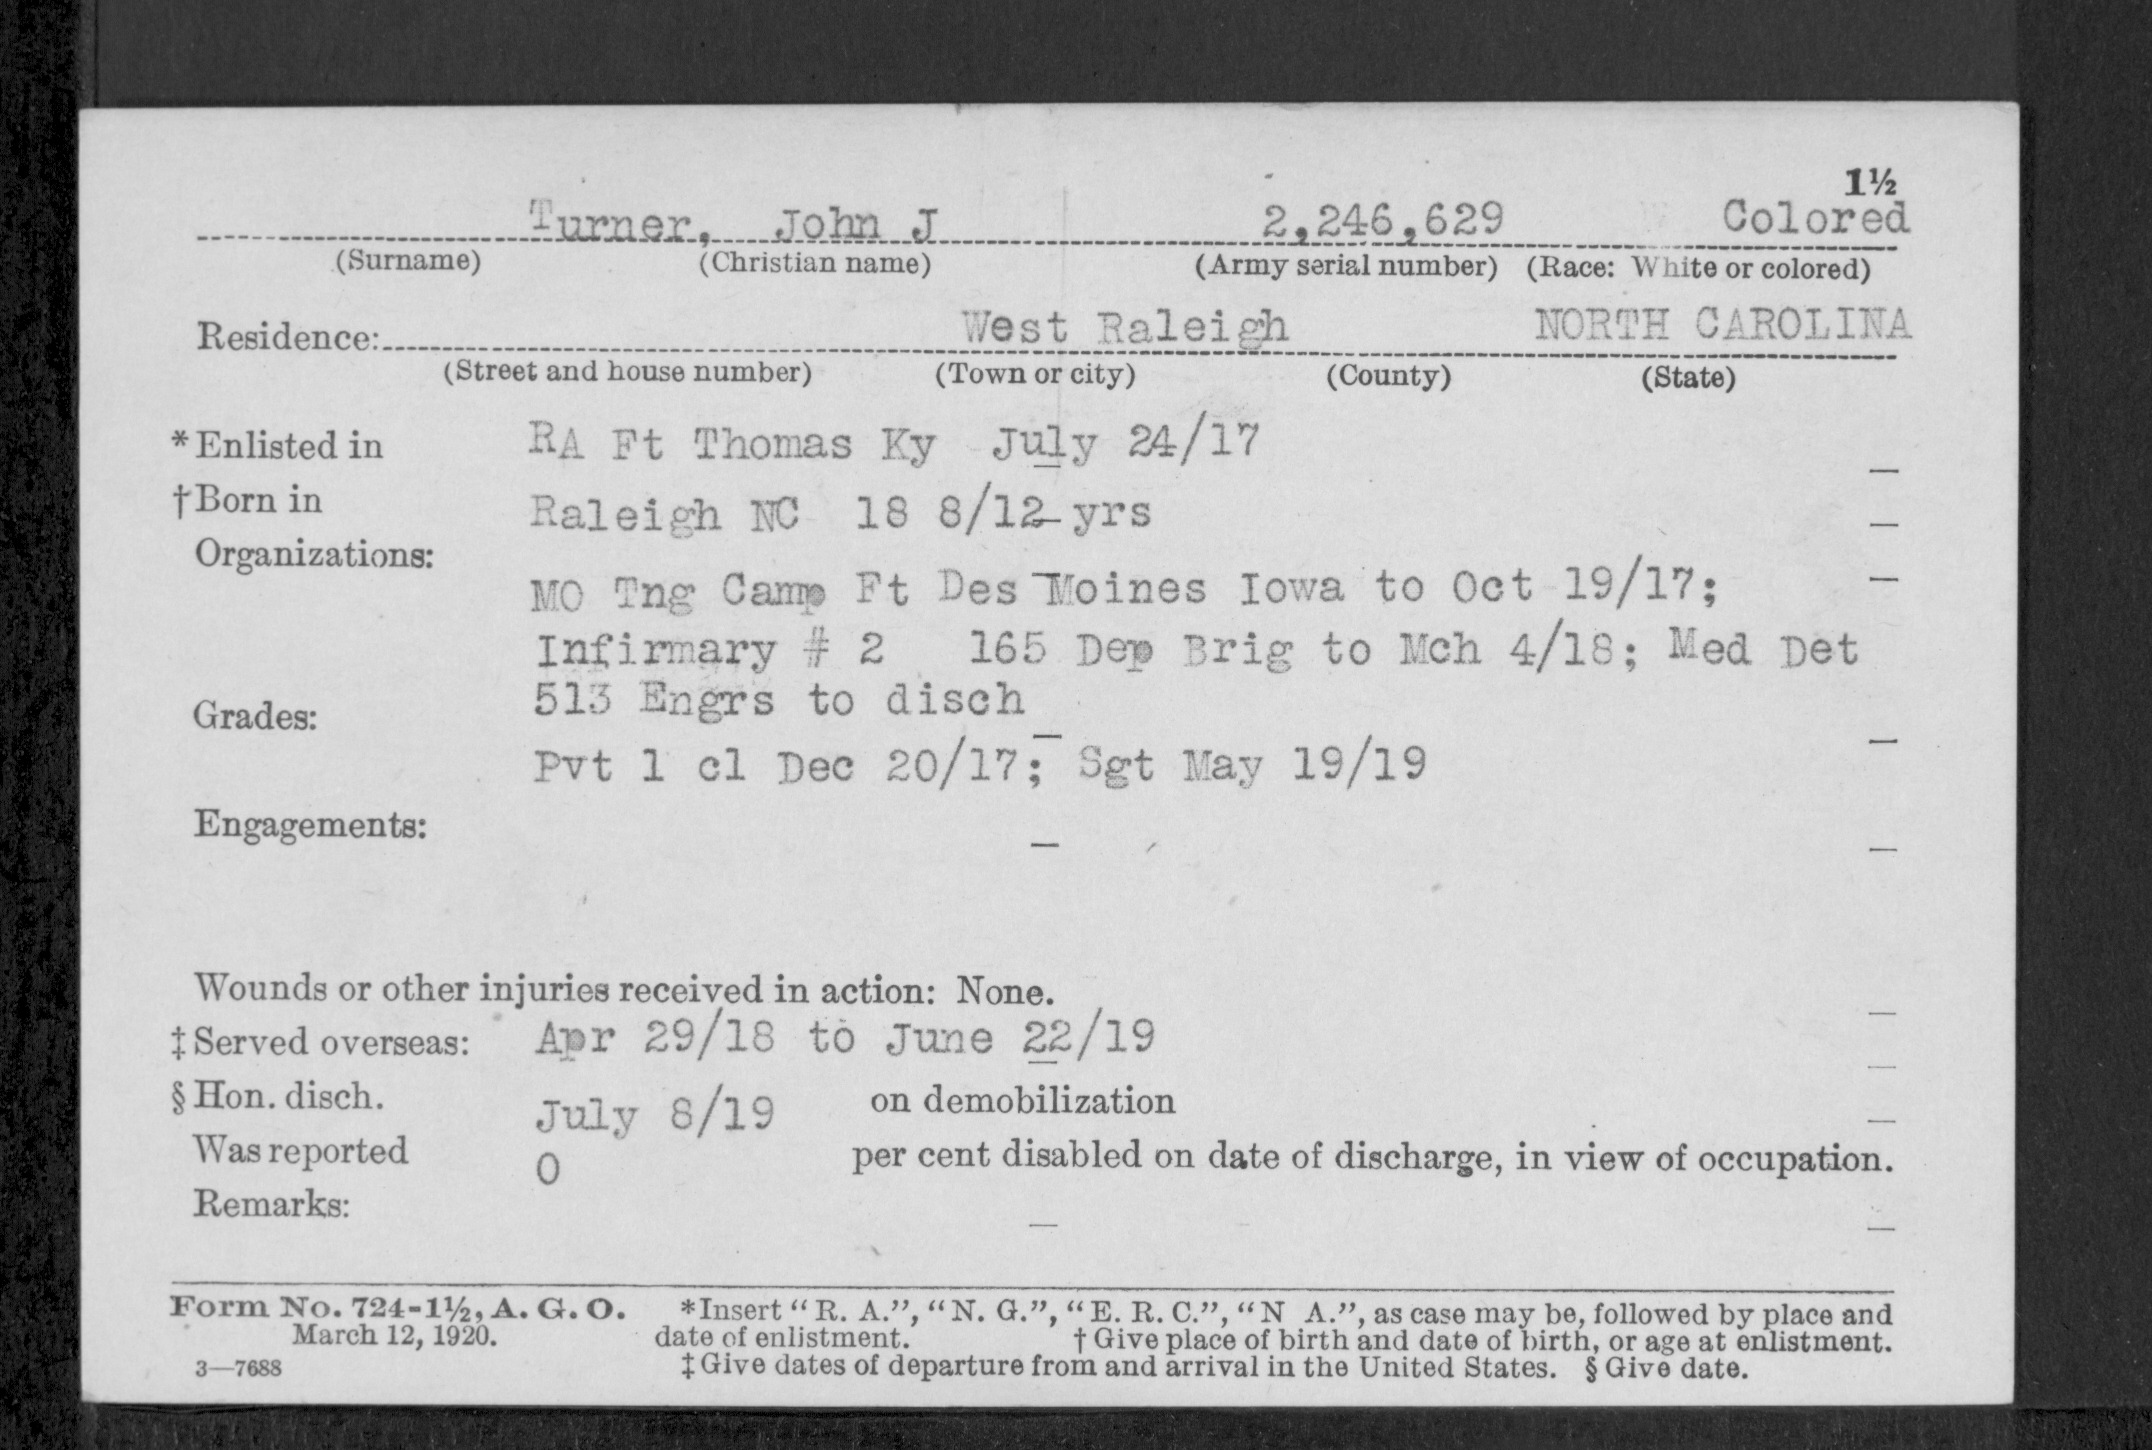 1½
Turner, John J 2,246,629 Colored
(Surname) (Christian name) (Army serial number) (Race: White or colored)
Residence: West Raleigh NORTH CAROLINA
(Street and house number) (Town or city) (County) (State)
*Enlisted in RA Ft Thomas Ky July 24/17
†Born in Raleigh NC 18 8/12 yrs
Organizations:
MO Tng Camp Ft Des Moines Iowa to Oct 19/17;
Infirmary # 2 165 Dep Brig to Mch 4/18; Med Det
513 Engrs to disch
Grades:
Pvt 1 cl Dec 20/17; Sgt May 19/19
Engagements:
Wounds or other injuries received in action: None.
‡Served overseas: Apr 29/18 to June 22/19
§Hon. disch. July 8/19 on demobilization
Was reported 0 per cent disabled on date of discharge, in view of occupation.
Remarks:
Form No. 724-1½, A. G. O. *Insert "R. A.", "N. G.", "E. R. C.", "N A.", as case may be, followed by place and
March 12, 1920. date of enlistment. †Give place of birth and date of birth, or age at enlistment.
3—7688 ‡Give dates of departure from and arrival in the United States. §Give date.